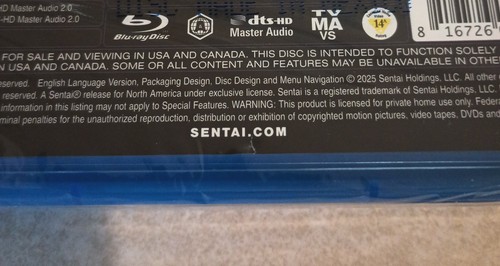 HD Master Audio 2.0
-HD Master Audio 2.0
Blu-ray Disc
dts-HD
Master Audio
TV
MA
VS
14+
8 16726
FOR SALE AND VIEWING IN USA AND CANADA. THIS DISC IS INTENDED TO FUNCTION SOLELY
N USA AND CANADA. SOME OR ALL CONTENT AND FEATURES MAY BE UNAVAILABLE IN OTHE
eserved. English Language Version, Packaging Design, Disc Design and Menu Navigation © 2025 Sentai Holdings, LLC. All othe
reserved. A Sentai® release for North America under exclusive license. Sentai is a registered trademark of Sentai Holdings, LLC.
information in this listing may not apply to Special Features. WARNING: This product is licensed for private home use only. Federa
minal penalties for the unauthorized reproduction, distribution or exhibition of copyrighted motion pictures, video tapes, DVDs and
SENTAI.COM